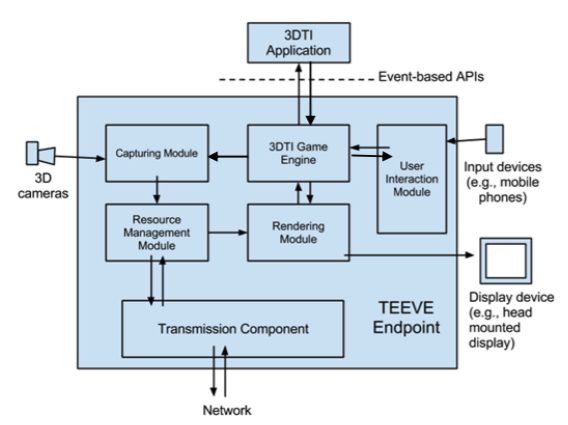 3DTI
Application
Event-based APIs
Capturing Module
3DTI Game
Engine
User
Interaction
Module
3D
cameras
Input devices
(e.g., mobile
phones)
Resource
Management
Module
Rendering
Module
Display device
(e.g., head
mounted
display)
TEEVE
Endpoint
Transmission Component
Network